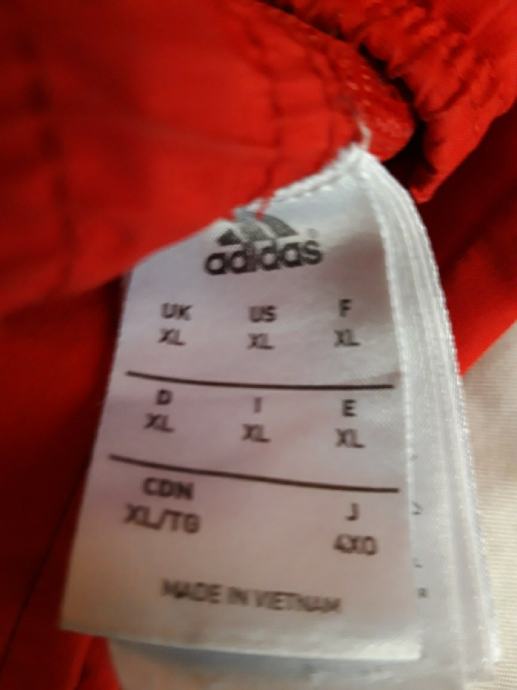 adidas®
UK US F
XL XL XL
D I E
XL XL XL
CDN J
XL/TG 4XO
MADE IN VIETNAM